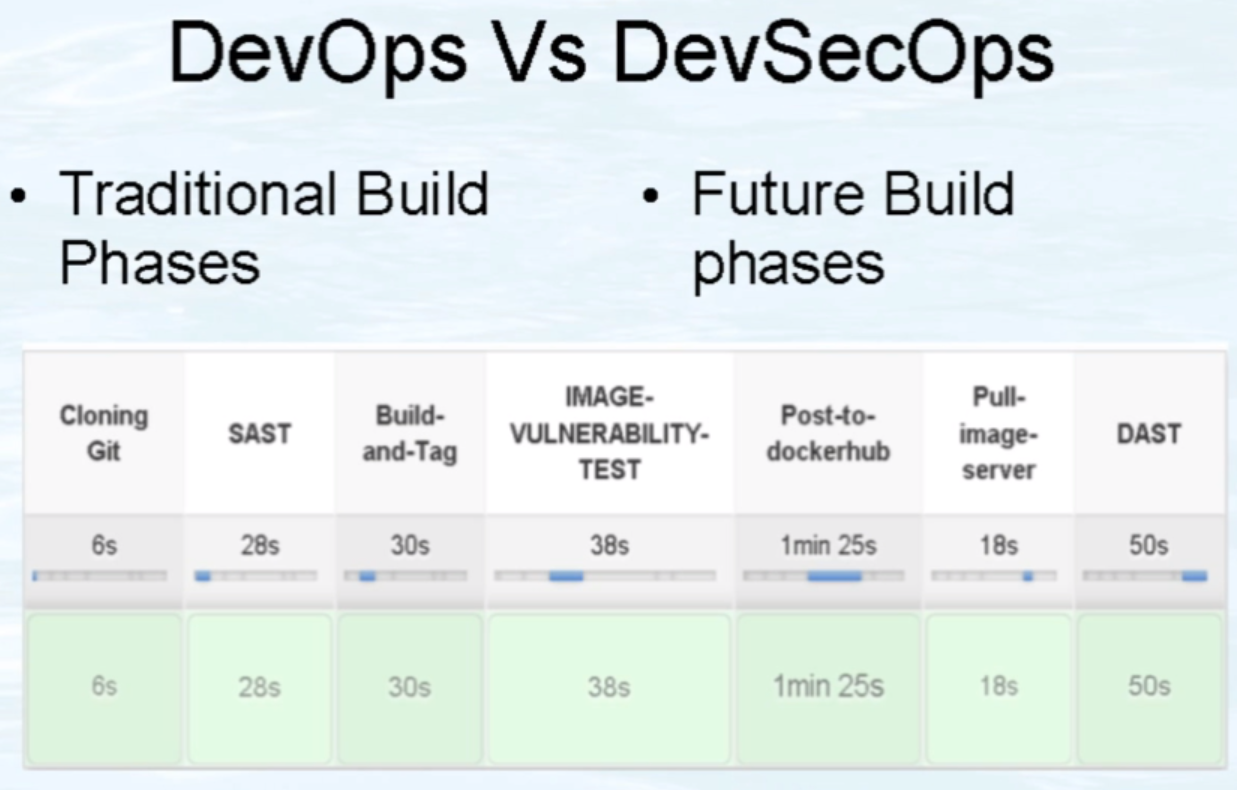 DevOps Vs DevSecOps
• Traditional Build
Phases
• Future Build
phases
Cloning
Git
SAST
Build-
and-Tag
IMAGE-
VULNERABILITY-
TEST
Post-to-
dockerhub
Pull-
image-
server
DAST
6s 28s 30s 38s 1min 25s 18s 50s
6s 28s 30s 38s 1min 25s 18s 50s